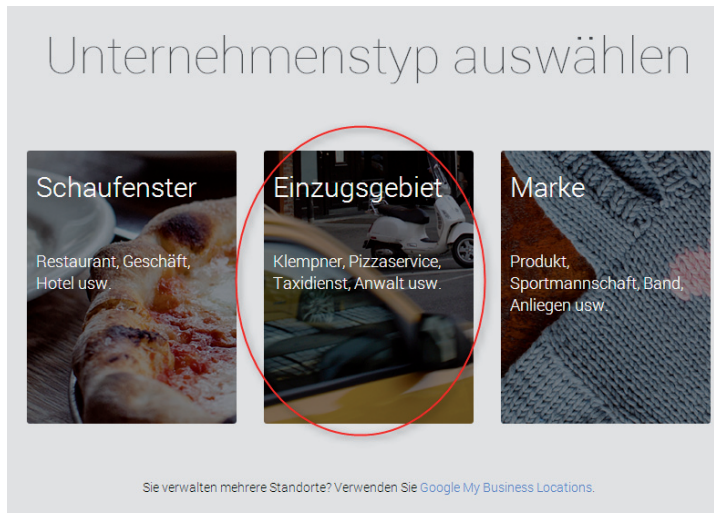 Unternehmenstyp auswählen
Schaufenster
Restaurant, Geschäft,
Hotel usw.
Einzugsgebiet
Klempner, Pizzaservice,
Taxidienst, Anwalt usw.
Marke
Produkt,
Sportmannschaft, Band,
Anliegen usw.
Sie verwalten mehrere Standorte? Verwenden Sie Google My Business Locations.